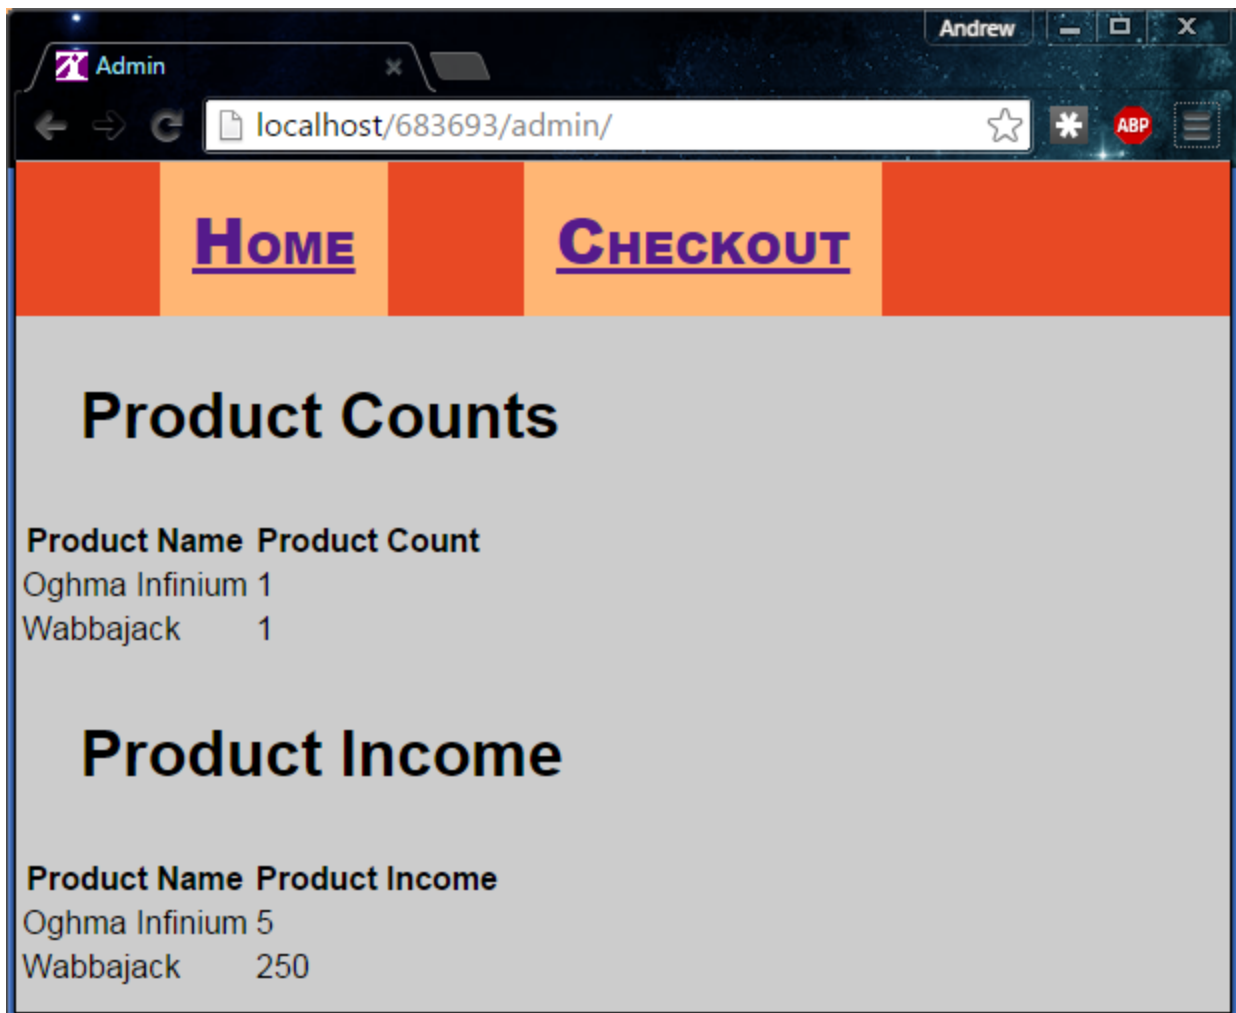 Andrew
Admin
localhost/683693/admin/
ABP
Home Checkout
Product Counts
Product Name Product Count
Oghma Infinium 1
Wabbajack 1
Product Income
Product Name Product Income
Oghma Infinium 5
Wabbajack 250